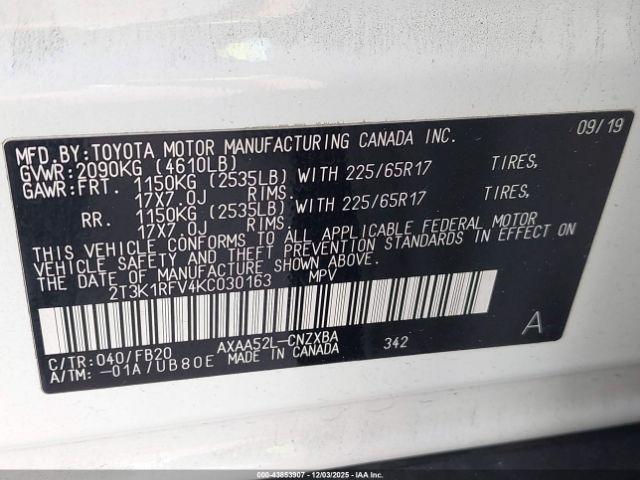 MFD.BY:TOYOTA MOTOR MANUFACTURING CANADA INC. 09/19
GVWR:2090KG (4610LB)
GAWR:FRT. 1150KG (2535LB) WITH 225/65R17 TIRES,
17X7.0J RIMS.
RR. 1150KG (2535LB) WITH 225/65R17 TIRES,
17X7.0J RIMS.
THIS VEHICLE CONFORMS TO ALL APPLICABLE FEDERAL MOTOR
VEHICLE SAFETY AND THEFT PREVENTION STANDARDS IN EFFECT ON
THE DATE OF MANUFACTURE SHOWN ABOVE.
2T3K1RFV4KC030163 MPV
A
C/TR:040/FB20 AXAA52L-CNZXBA 342
A/TM:-01A/UB80E MADE IN CANADA
000-43853907 - 12/03/2025 - IAA Inc.